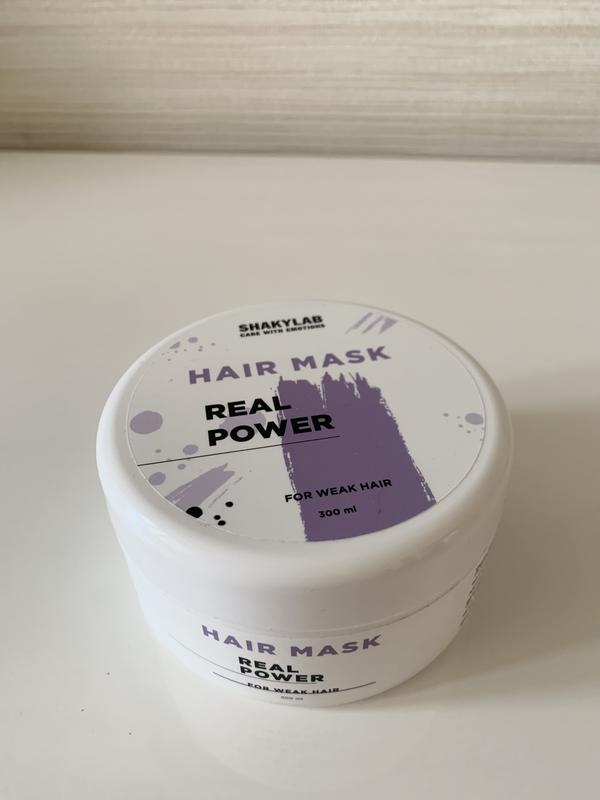 SHAKYLAB
CARE WITH EMOTIONS
HAIR MASK
REAL
POWER
FOR WEAK HAIR
300 ml
HAIR MASK
REAL
POWER
FOR WEAK HAIR